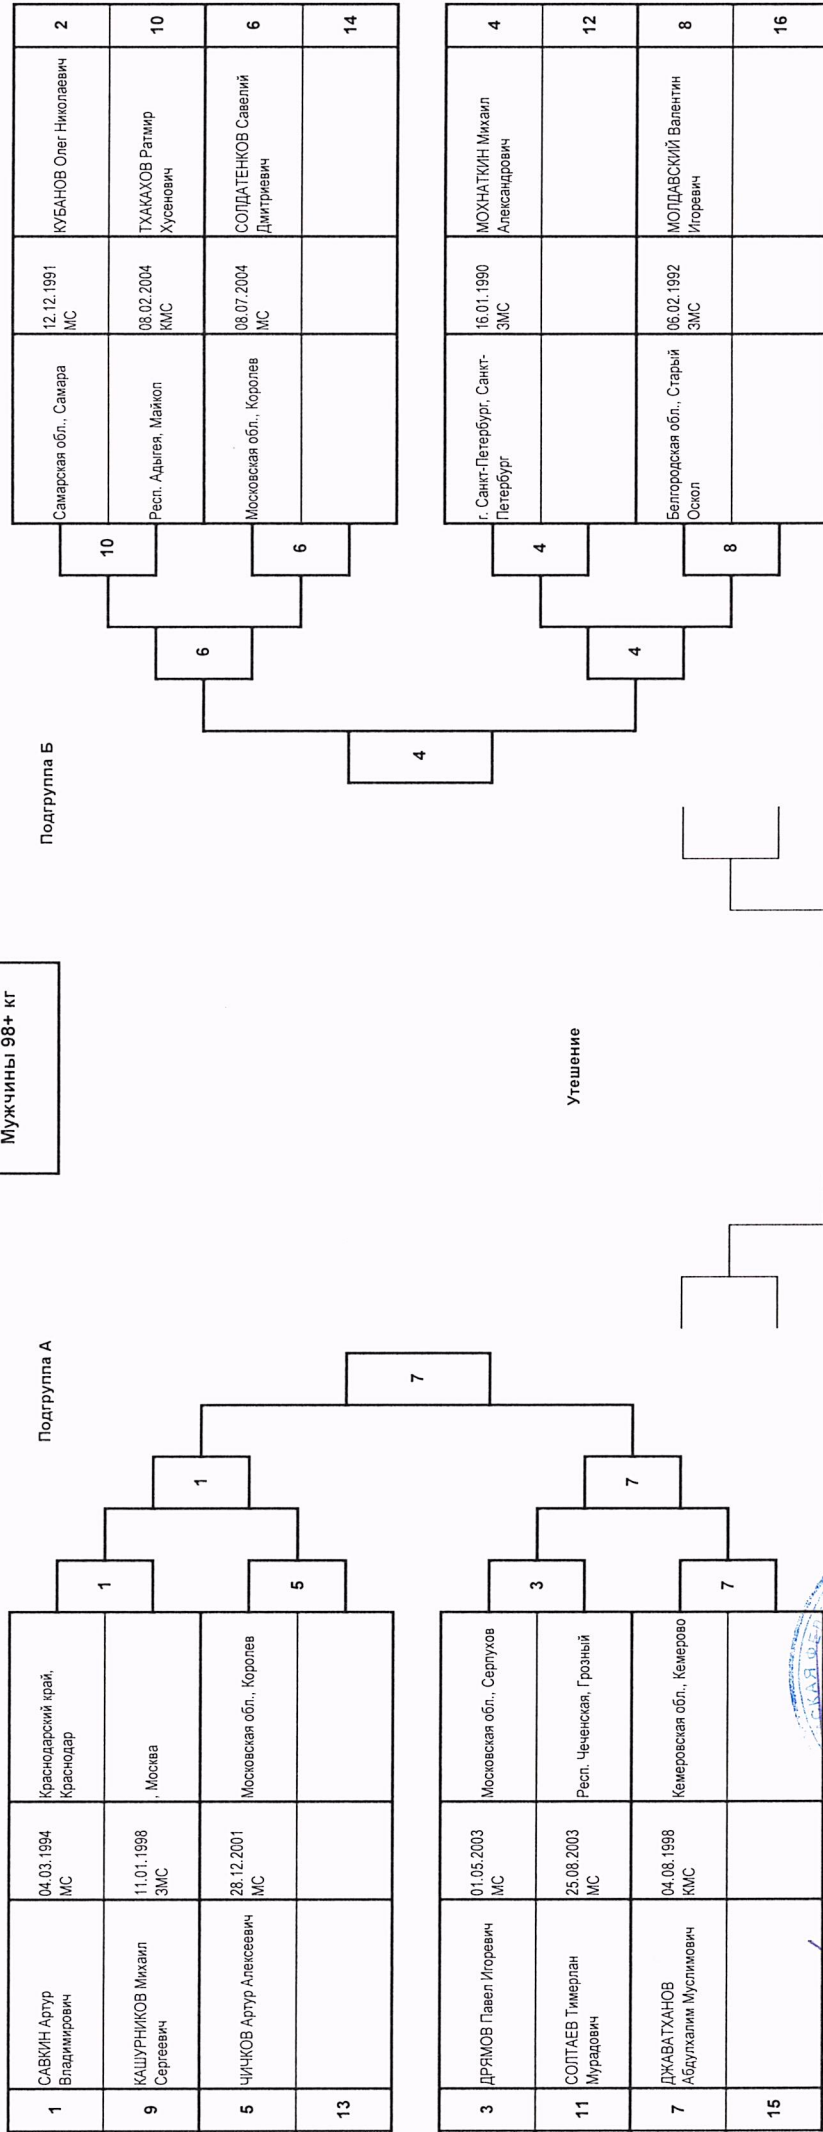 Мужчины 98+ кг
Подгруппа А
1
САВКИН Артур
Владимирович
04.03.1994
МС
Краснодарский край,
Краснодар
9
КАШУРНИКОВ Михаил
Сергеевич
11.01.1998
ЗМС
, Москва
5
ЧИЧКОВ Артур Алексеевич
28.12.2001
МС
Московская обл., Королев
13
3
ДРЯМОВ Павел Игоревич
01.05.2003
МС
Московская обл., Серпухов
11
СОЛТАЕВ Тимерлан
Мурадович
25.08.2003
МС
Респ. Чеченская, Грозный
7
ДЖАВАТХАНОВ
Абдулхалим Муслимович
04.08.1998
КМС
Кемеровская обл., Кемерово
15
1
5
3
7
1
7
7
Подгруппа Б
Самарская обл., Самара
12.12.1991
МС
КУБАНОВ Олег Николаевич
2
Респ. Адыгея, Майкоп
08.02.2004
КМС
ТХАКАХОВ Ратмир
Хусенович
10
Московская обл., Королев
08.07.2004
МС
СОЛДАТЕНКОВ Савелий
Дмитриевич
6
14
г. Санкт-Петербург, Санкт-
Петербург
16.01.1990
ЗМС
МОХНАТКИН Михаил
Александрович
4
12
Белгородская обл., Старый
Оскол
06.02.1992
ЗМС
МОЛДАВСКИЙ Валентин
Игоревич
8
16
10
6
4
8
6
4
4
Утешение